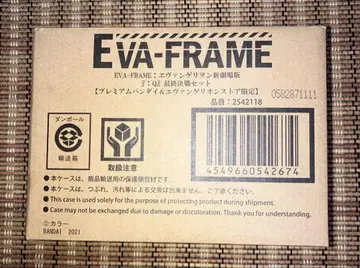 EVA-FRAME
EVA-FRAME:ヱヴァンゲリヲン新劇場版
最終決戦セット
【プレミアムバンダイ&エヴァンゲリオンストア限定】
0582871111
品番:2542118
ダンボール
輸送箱
取扱注意
4549660542674
●本ケースは、商品輸送用の保護梱包材です。
●本ケースは、つぶれ、汚れ等による交換は出来ません。ご了承ください。
●This case is used solely for the purpose of protecting product during shipment.
●Case may not be exchanged due to damage or discoloration. Thank you for understanding.
©カラー
BANDAI 2021